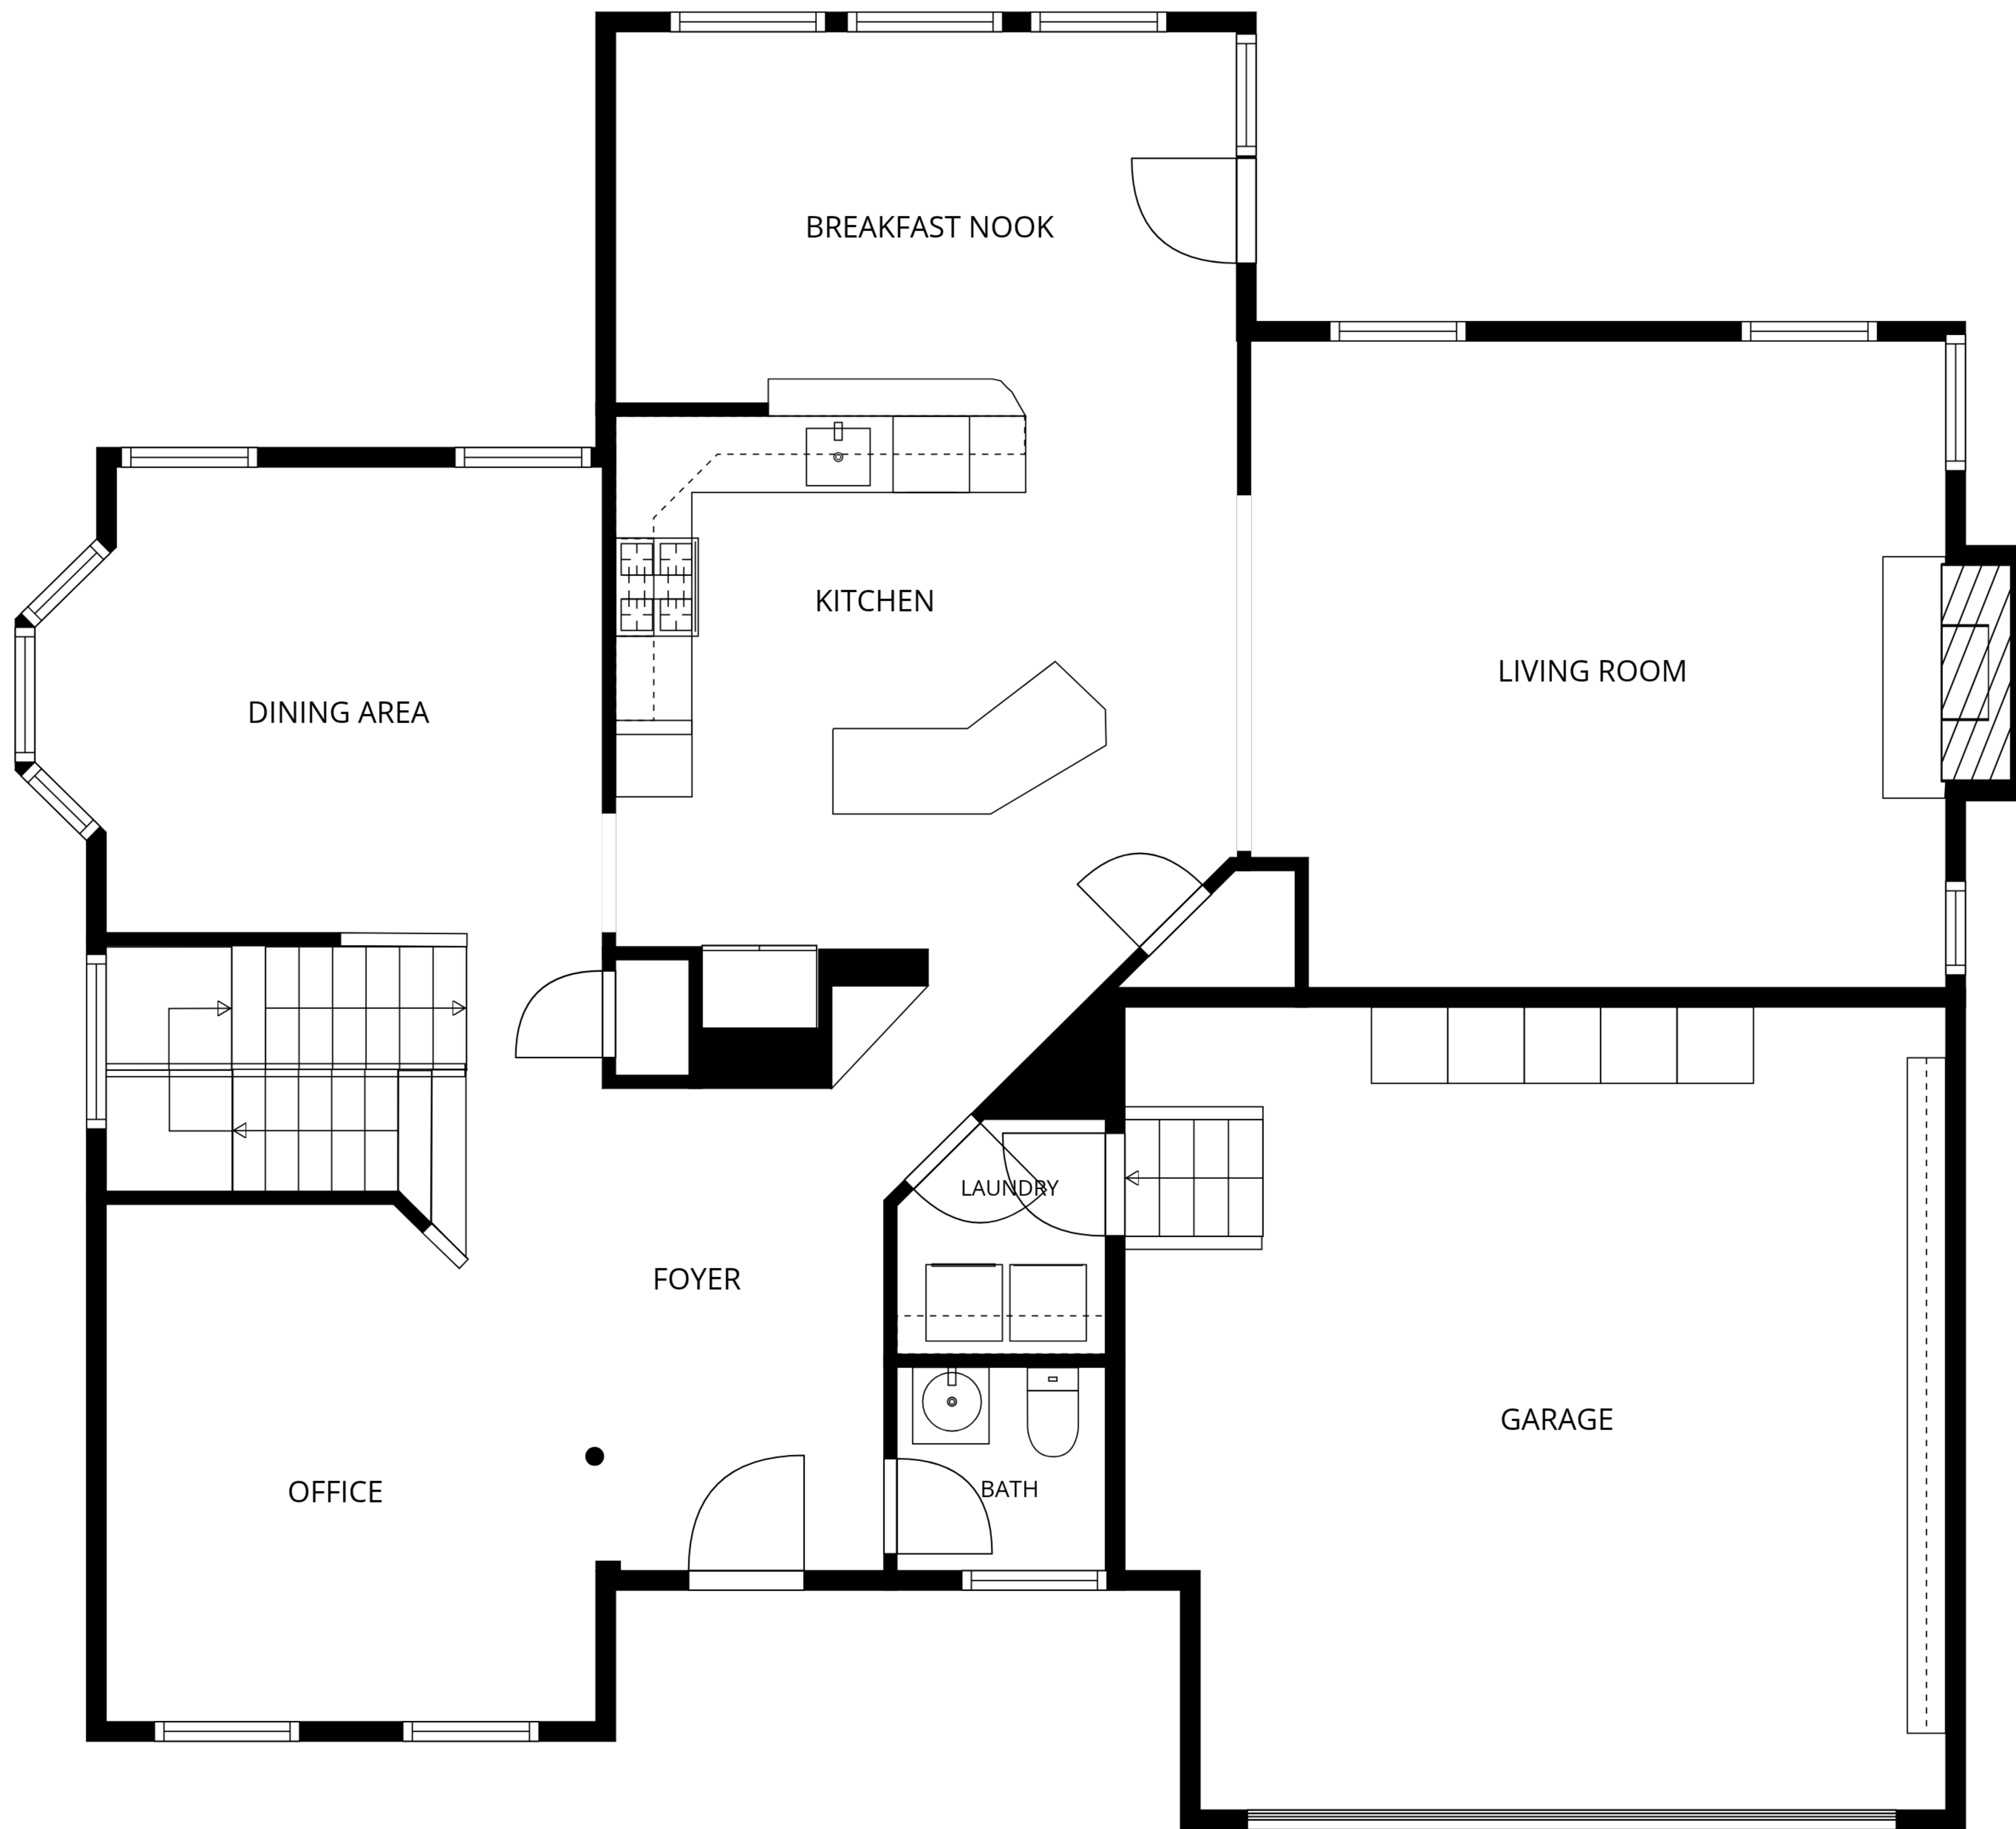 BREAKFAST NOOK
KITCHEN
LIVING ROOM
DINING AREA
LAUNDRY
FOYER
GARAGE
BATH
OFFICE